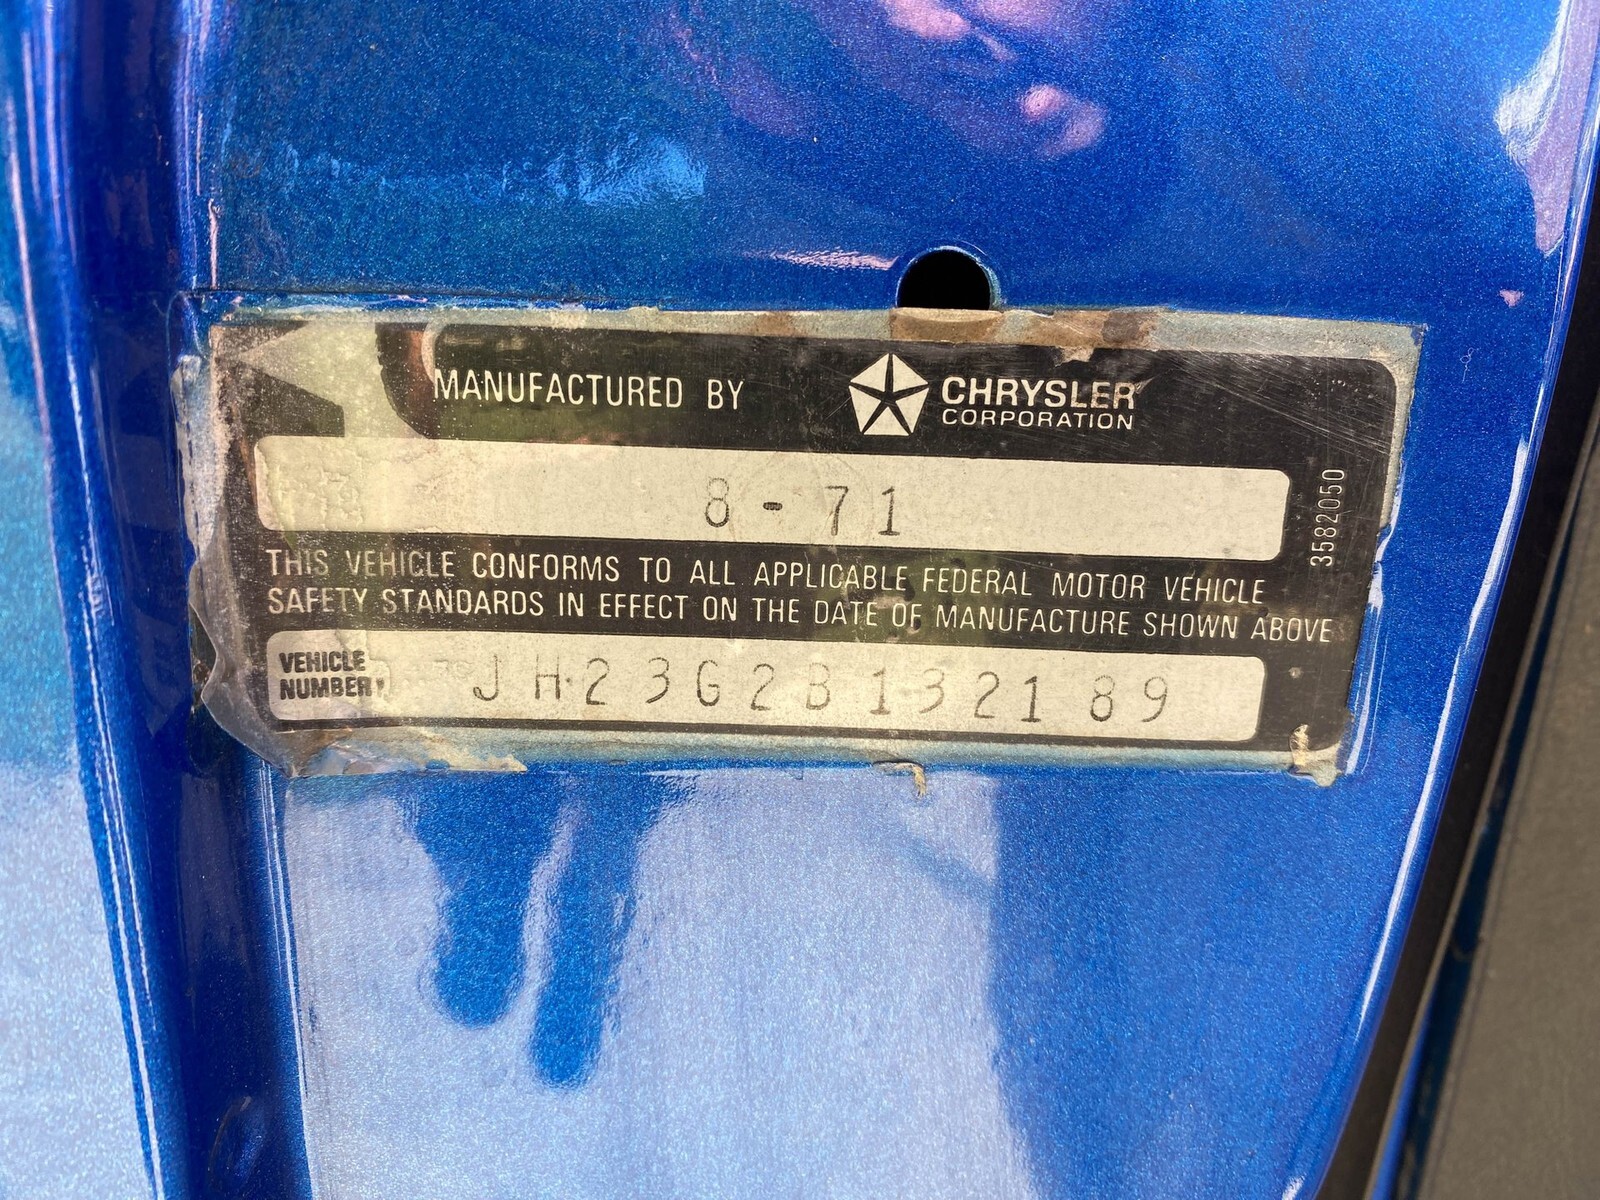 MANUFACTURED BY
CHRYSLER
CORPORATION
8-71
3582050
THIS VEHICLE CONFORMS TO ALL APPLICABLE FEDERAL MOTOR VEHICLE
SAFETY STANDARDS IN EFFECT ON THE DATE OF MANUFACTURE SHOWN ABOVE
VEHICLE
NUMBER
JH23G2B132189